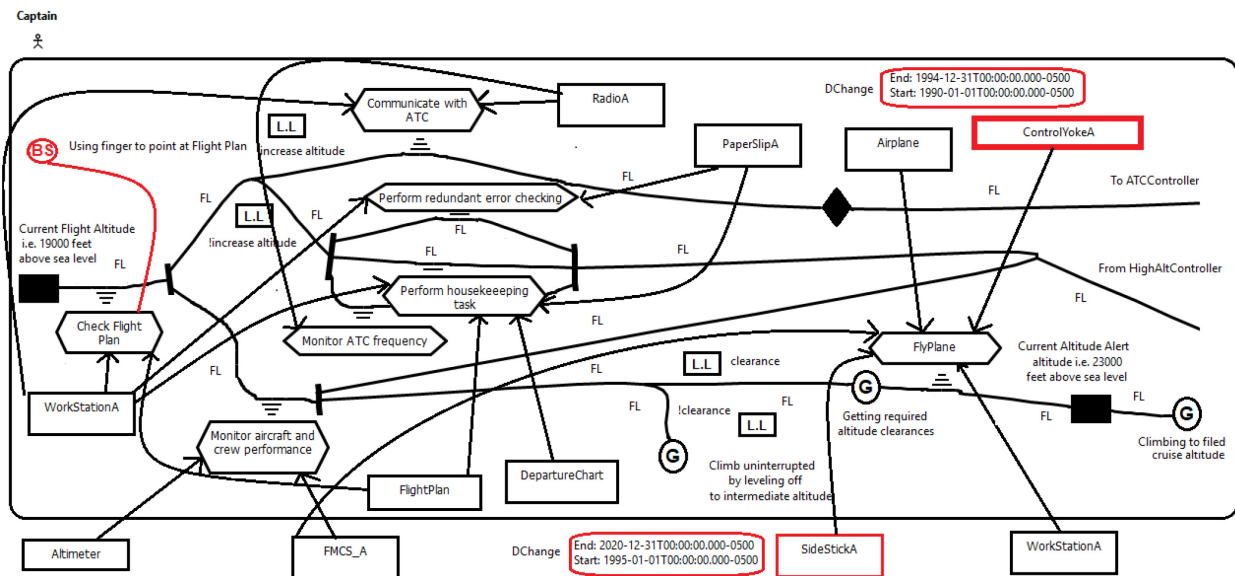 Captain
DChange
End: 1994-12-31T00:00:00.000-0500
Start: 1990-01-01T00:00:00.000-0500
Communicate with
ATC
RadioA
L.L
!increase altitude
BS
Using finger to point at Flight Plan
PaperSlipA
Airplane
ControlYokeA
FL
FL
FL
To ATCController
Perform redundant error checking
L.L
!increase altitude
FL
FL
FL
FL
Current Flight Altitude
i.e. 19000 feet
above sea level
FL
From HighAltController
Perform housekeeeping
task
FL
FL
FL
Check Flight
Plan
Monitor ATC frequency
FlyPlane
Current Altitude Alert
altitude i.e. 23000
feet above sea level
L.L
clearance
FL
FL
WorkStationA
FL
!clearance
FL
L.L
G
Getting required
altitude clearances
FL
FL
G
Climbing to filed
cruise altitude
Monitor aircraft and
crew performance
G
Climb uninterrupted
by leveling off
to intermediate altitude
DepartureChart
FlightPlan
Altimeter
FMCS_A
DChange
End: 2020-12-31T00:00:00.000-0500
Start: 1995-01-01T00:00:00.000-0500
SideStickA
WorkStationA